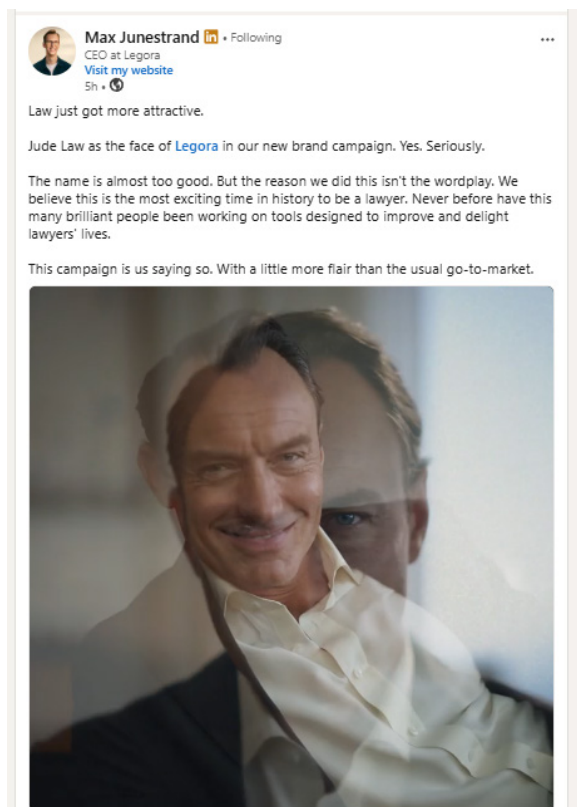 Max Junestrand in • Following
CEO at Legora
Visit my website
5h •
Law just got more attractive.
Jude Law as the face of Legora in our new brand campaign. Yes. Seriously.
The name is almost too good. But the reason we did this isn't the wordplay. We
believe this is the most exciting time in history to be a lawyer. Never before have this
many brilliant people been working on tools designed to improve and delight
lawyers' lives.
This campaign is us saying so. With a little more flair than the usual go-to-market.